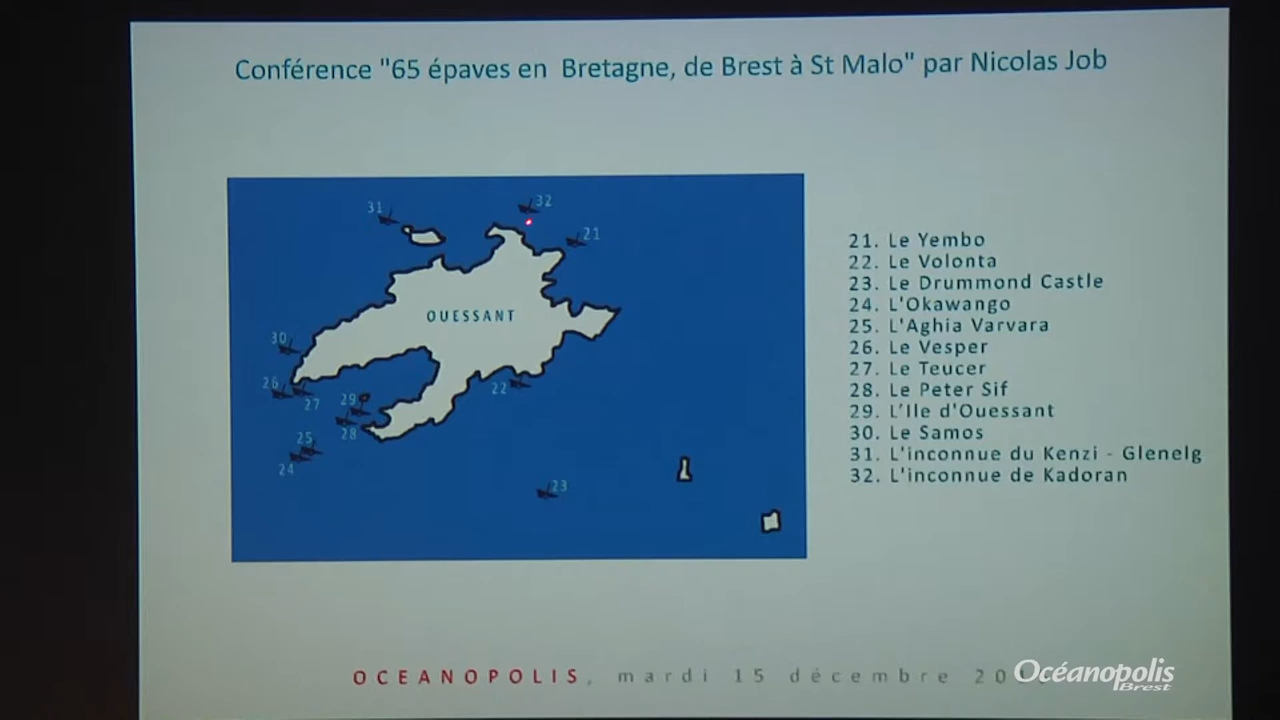 Conférence "65 épaves en Bretagne, de Brest à St Malo" par Nicolas Job
31
32
21
OUESSANT
30
26
27
29
28
22
25
24
23
21. Le Yembo
22. Le Volonta
23. Le Drummond Castle
24. L'Okawango
25. L'Aghia Varvara
26. Le Vesper
27. Le Teucer
28. Le Peter Sif
29. L'Ile d'Ouessant
30. Le Samos
31. L'inconnue du Kenzi - Glenelg
32. L'inconnue de Kadoran
OCEANOPOLIS, mardi 15 décembre
Océanopolis
Brest